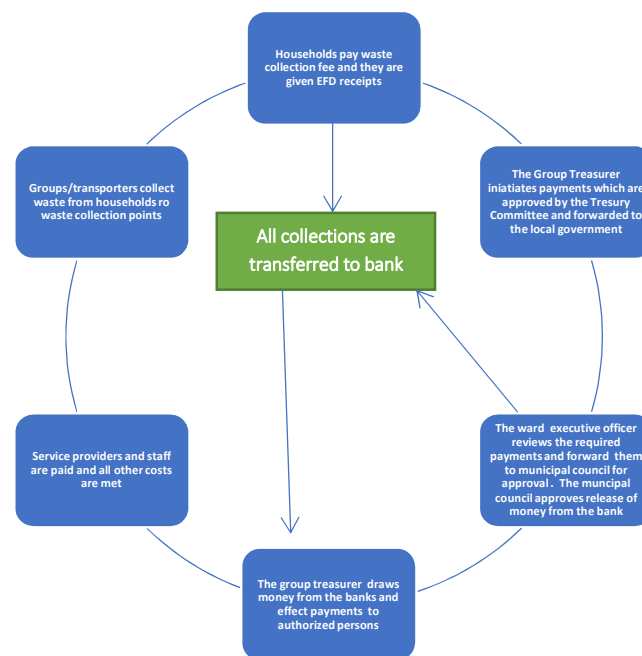 Households pay waste
collection fee and they are
given EFD receipts
Groups/transporters collect
waste from households ro
waste collection points
The Group Treasurer
iniatiates payments which are
approved by the Tresury
Committee and forwarded to
the local government
All collections are
transferred to bank
Service providers and staff
are paid and all other costs
are met
The ward executive officer
reviews the required
payments and forward them
to municipal council for
approval . The muncipal
council approves release of
money from the bank
The group treasurer draws
money from the banks and
effect payments to
authorized persons